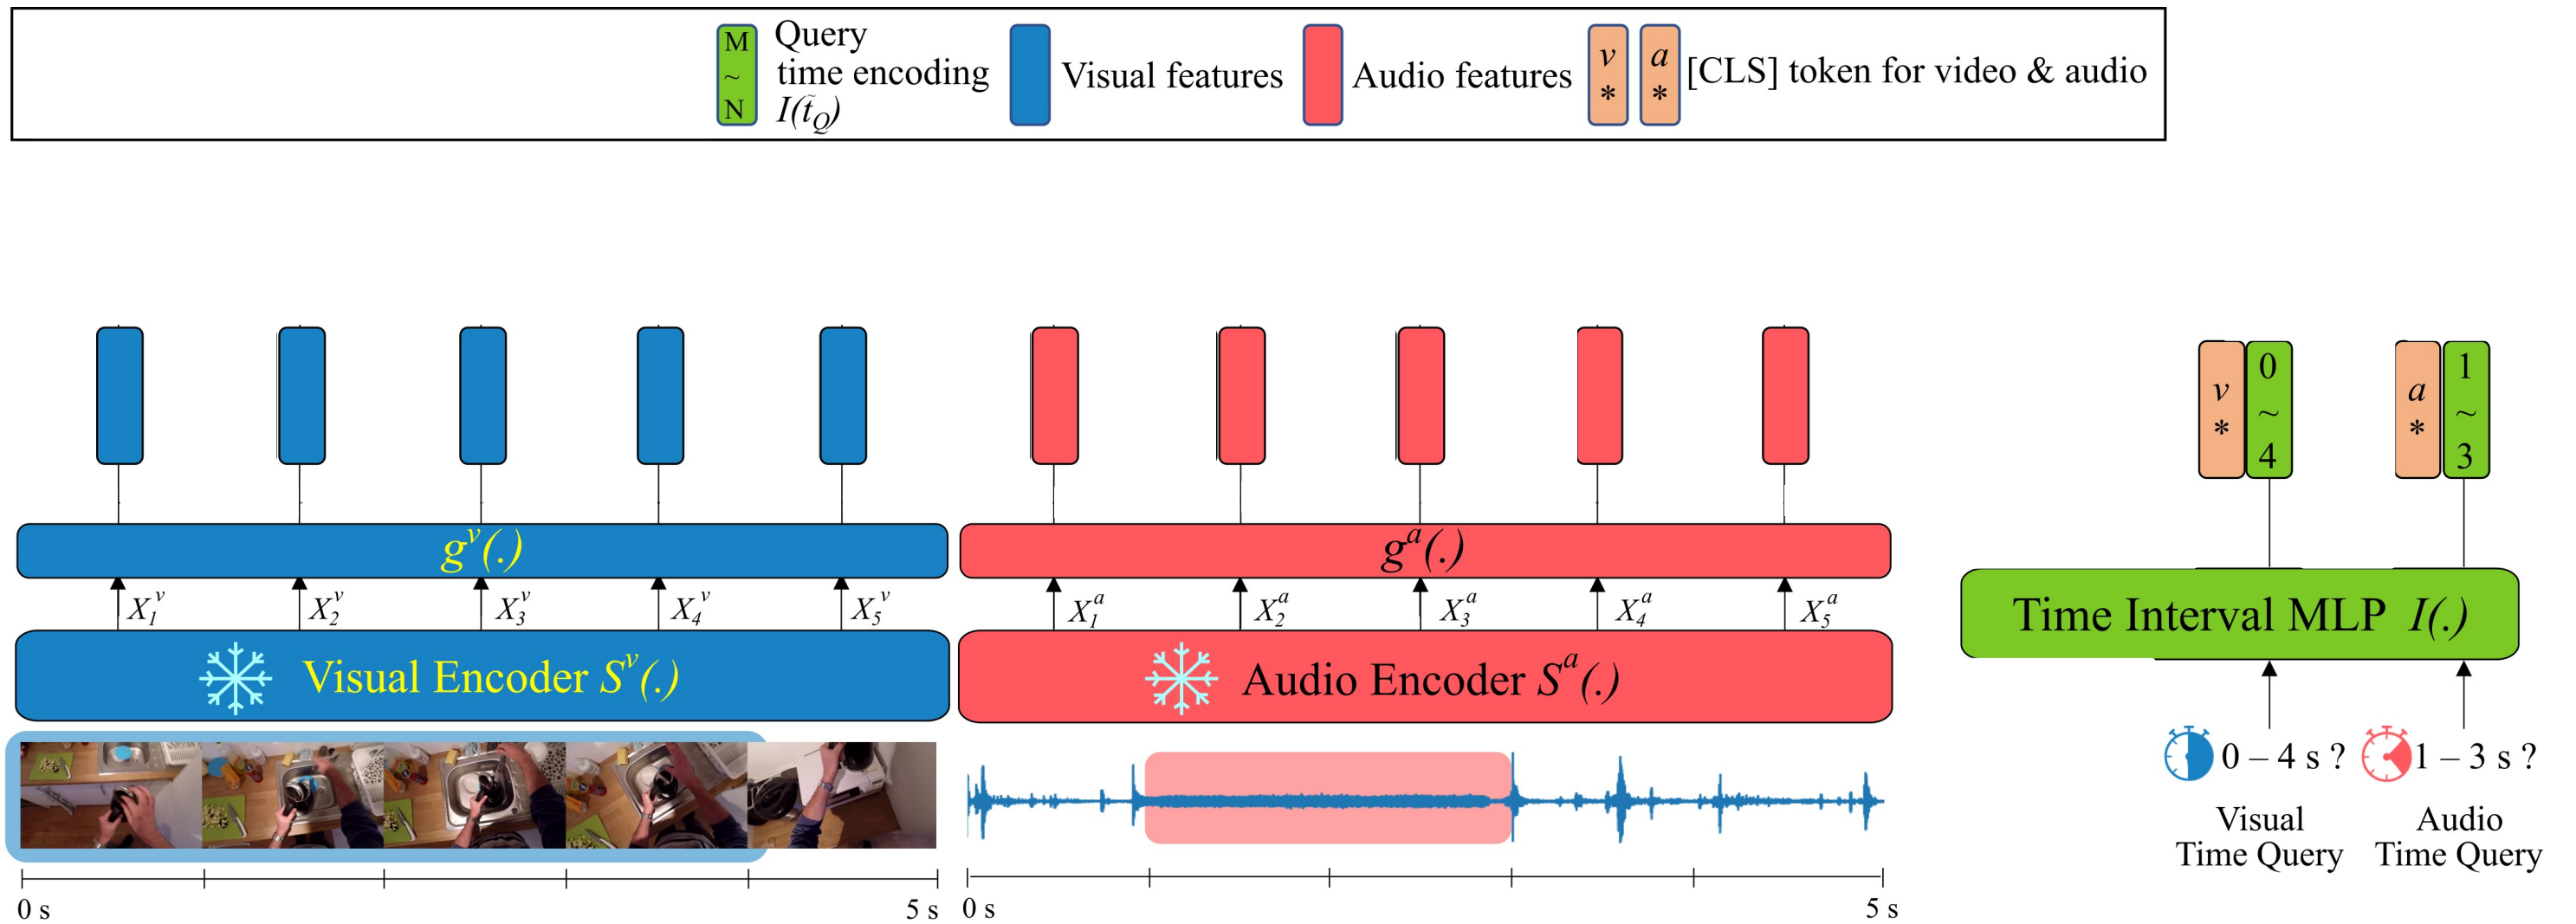 M
~
N
Query
time encoding
I(t̃_Q)
Visual features
Audio features
v
*
a
*
[CLS] token for video & audio
v
*
0
~
4
a
*
1
~
3
g^v(.)
g^a(.)
X_1^v
X_2^v
X_3^v
X_4^v
X_5^v
X_1^a
X_2^a
X_3^a
X_4^a
X_5^a
Time Interval MLP I(.)
Visual Encoder S^v(.)
Audio Encoder S^a(.)
0 – 4 s ?
1 – 3 s ?
Visual
Time Query
Audio
Time Query
0 s
5 s
0 s
5 s